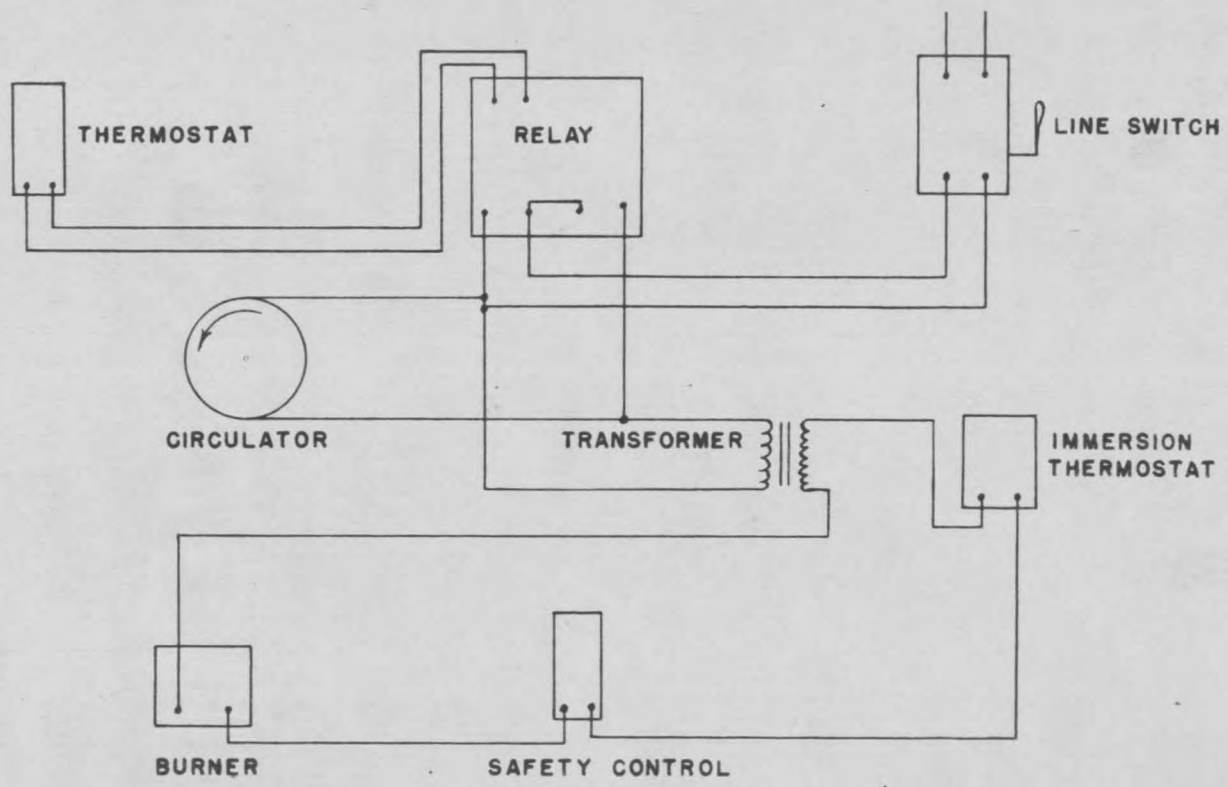 THERMOSTAT
RELAY
LINE SWITCH
CIRCULATOR
TRANSFORMER
IMMERSION
THERMOSTAT
BURNER
SAFETY CONTROL